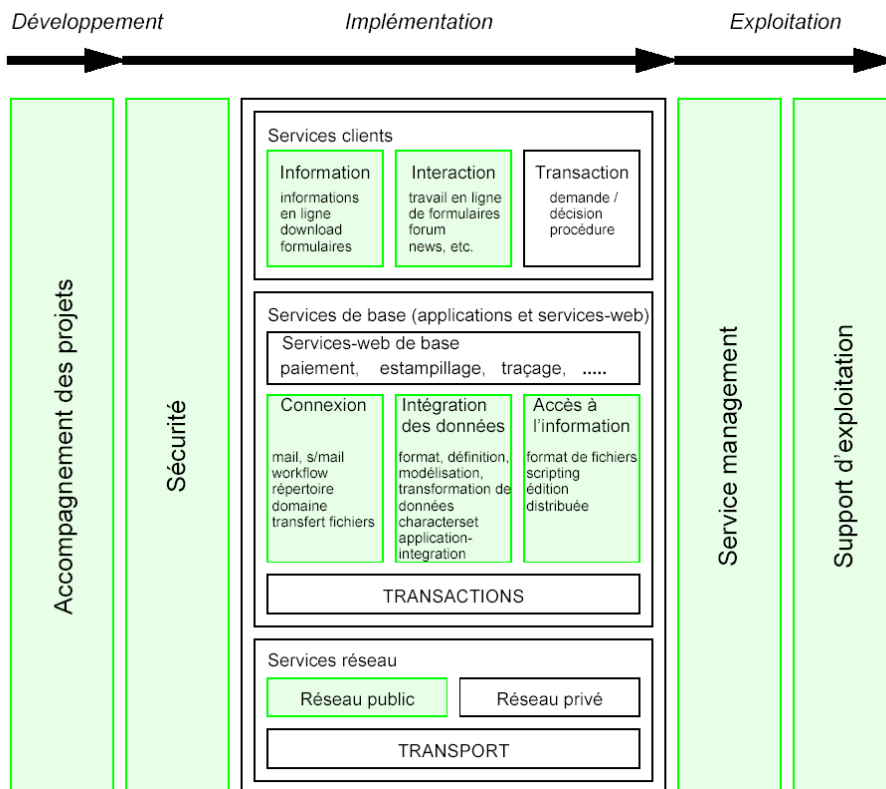 Développement
Implémentation
Exploitation
Accompagnement des projets
Sécurité
Services clients
Information
informations
en ligne
download
formulaires
Interaction
travail en ligne
de formulaires
forum
news, etc.
Transaction
demande /
décision
procédure
Services de base (applications et services-web)
Services-web de base
paiement, estampillage, traçage, .....
Connexion
mail, s/mail
workflow
répertoire
domaine
transfert fichiers
Intégration
des données
format, définition,
modélisation,
transformation de
données
characterset
application-
integration
Accès à
l'information
format de fichiers
scripting
édition
distribuée
TRANSACTIONS
Services réseau
Réseau public
Réseau privé
TRANSPORT
Service management
Support d'exploitation